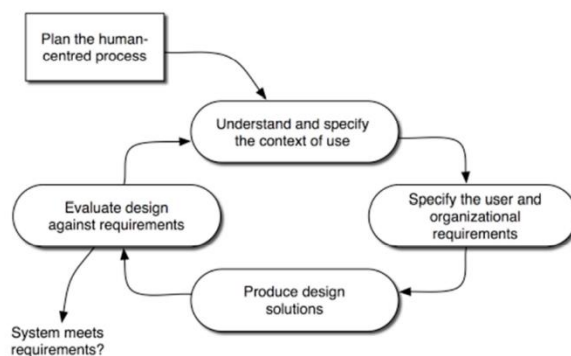 Plan the human-
centred process
Understand and specify
the context of use
Specify the user and
organizational
requirements
Produce design
solutions
Evaluate design
against requirements
System meets
requirements?